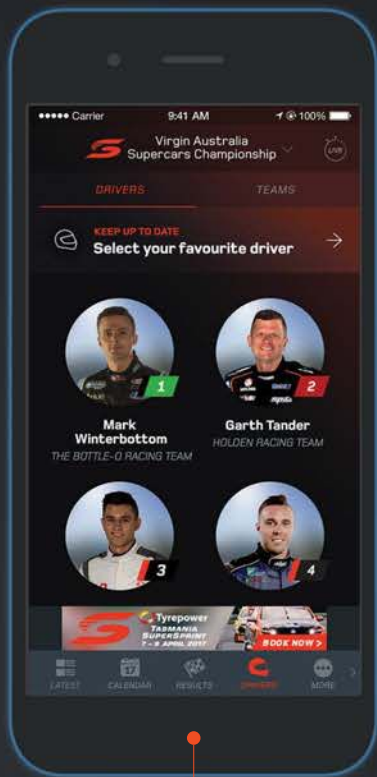 Carrier 9:41 AM 100%
Virgin Australia
Supercars Championship
LIVE
DRIVERS TEAMS
KEEP UP TO DATE
Select your favourite driver
1 2
Mark
Winterbottom
THE BOTTLE-O RACING TEAM
Garth Tander
HOLDEN RACING TEAM
3 4
Tyrepower
TASMANIA
SUPERSPRINT
7 – 9 APRIL 2017
BOOK NOW >
17
LATEST CALENDAR RESULTS DRIVERS MORE